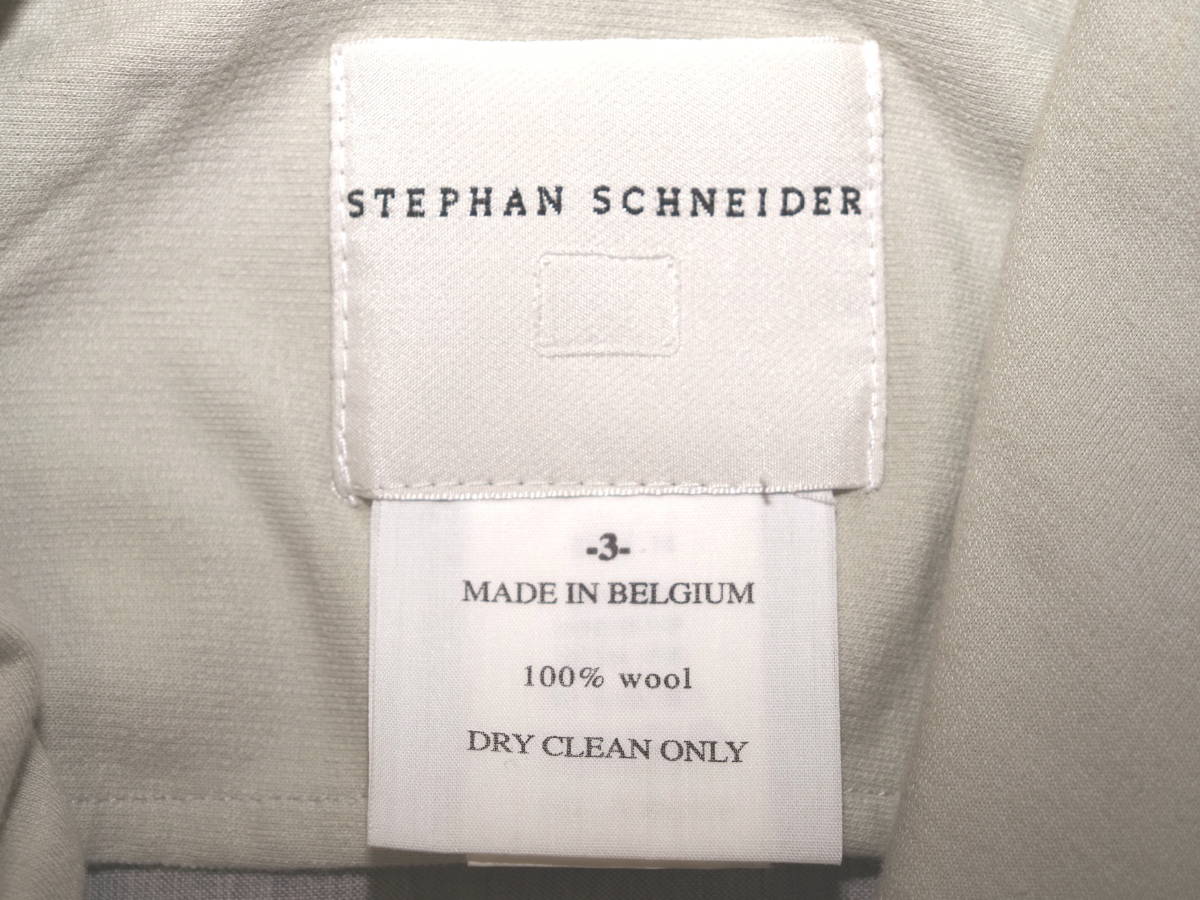 STEPHAN SCHNEIDER
-3-
MADE IN BELGIUM
100% wool
DRY CLEAN ONLY